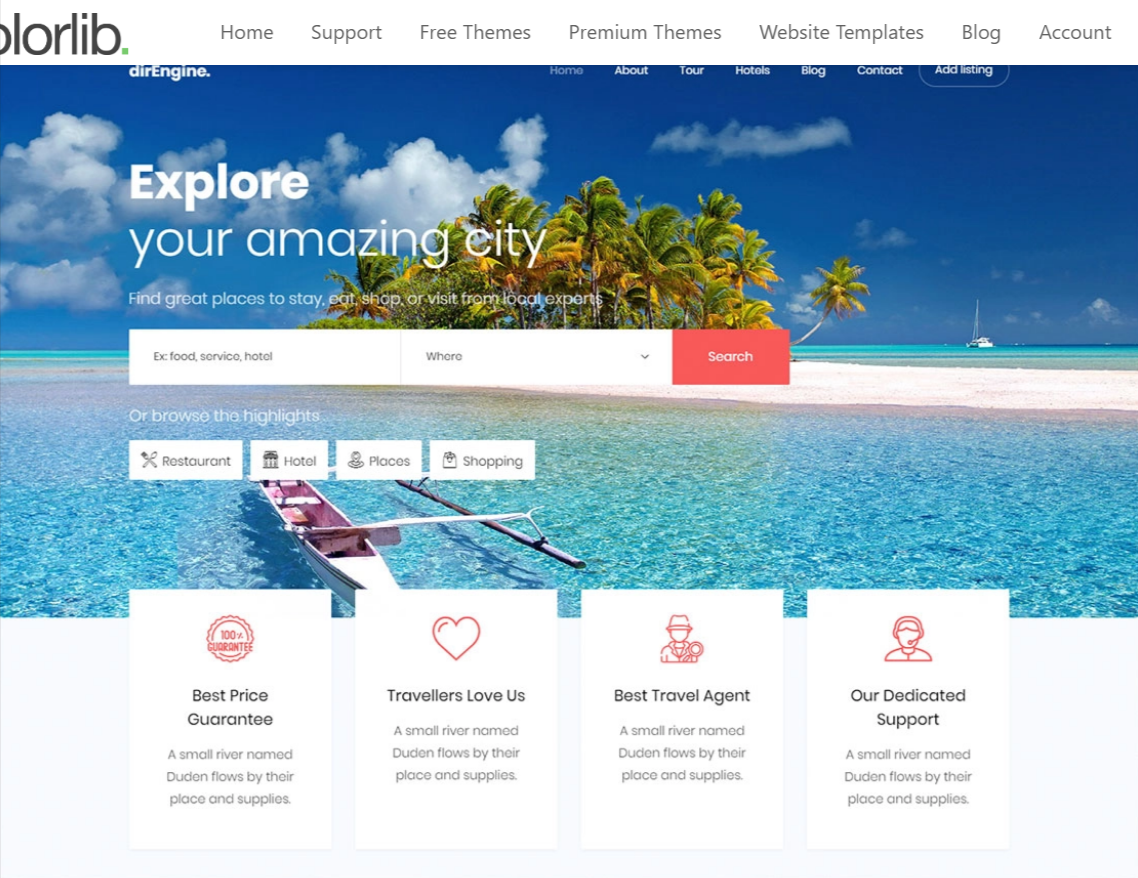 olorlib.
Home Support Free Themes Premium Themes Website Templates Blog Account
dirEngine.
Home About Tour Hotels Blog Contact Add listing
Explore
your amazing city
Find great places to stay, eat, shop, or visit from local experts
Ex: food, service, hotel
Where
Search
Or browse the highlights
Restaurant
Hotel
Places
Shopping
100%
GUARANTEE
Best Price
Guarantee
A small river named
Duden flows by their
place and supplies.
Travellers Love Us
A small river named
Duden flows by their
place and supplies.
Best Travel Agent
A small river named
Duden flows by their
place and supplies.
Our Dedicated
Support
A small river named
Duden flows by their
place and supplies.